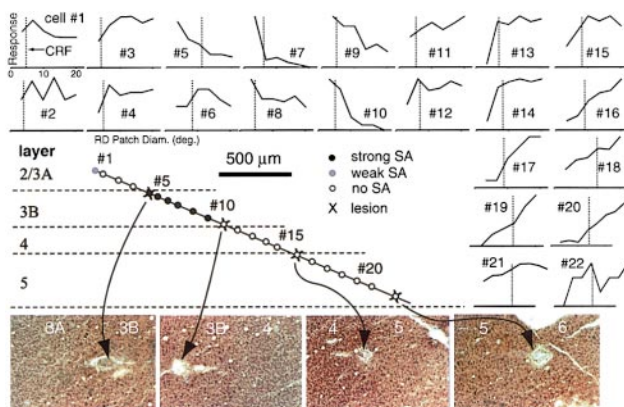 Response
cell #1
CRF
0 10 20
#3
#5
#7
#9
#11
#13
#15
#2
#4
#6
#8
#10
#12
#14
#16
RD Patch Diam. (deg.)
#17
#18
#19
#20
#21
#22
layer
2/3A
3B
4
5
#1
#5
#10
#15
#20
500 µm
strong SA
weak SA
no SA
lesion
3A 3B
3B 4
4 5
5 6